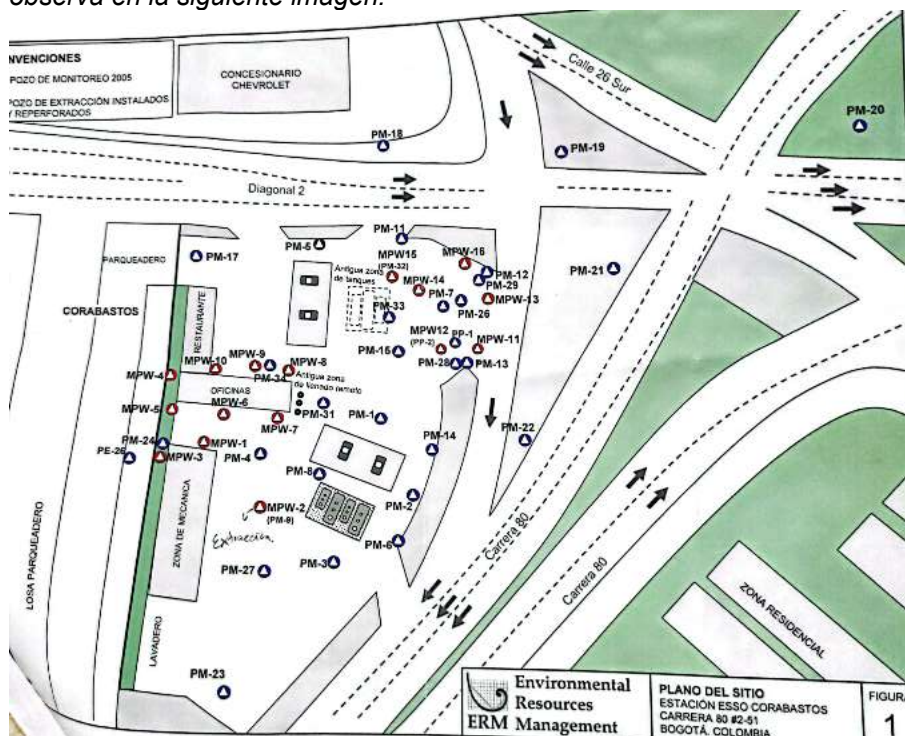 observa en la siguiente imagen:
NVENCIONES
POZO DE MONITOREO 2005
POZO DE EXTRACCIÓN INSTALADOS
Y REPERFORADOS
CONCESIONARIO
CHEVROLET
Calle 26 Sur
PM-20
PM-18
PM-19
Diagonal 2
PM-11
PM-5
MPW-16
PM-17
PARQUEADERO
MPW15
(PM-32)
PM-12
PM-21
Antigua zona
de tanques
MPW-14
PM-29
PM-7
MPW-13
PM-26
CORABASTOS
PM-33
RESTAURANTE
MPW12
(PP-2)
PP-1
MPW-11
PM-15
MPW-10
MPW-9
MPW-8
PM-28
PM-13
MPW-4
PM-34
Antigua zona
de llenado remoto
OFICINAS
MPW-5
MPW-6
PM-31
PM-1
MPW-7
PM-24
MPW-1
PM-22
PE-25
MPW-3
PM-4
PM-14
PM-8
PM-2
MPW-2
(PM-9)
Extracción.
ZONA DE MECANICA
PM-6
Carrera 80
PM-27
PM-3
Carrera 80
LOSA PARQUEADERO
ZONA RESIDENCIAL
LAVADERO
PM-23
Environmental
Resources
ERM Management
PLANO DEL SITIO
ESTACIÓN ESSO CORABASTOS
CARRERA 80 #2-51
BOGOTÁ, COLOMBIA
FIGURA
1